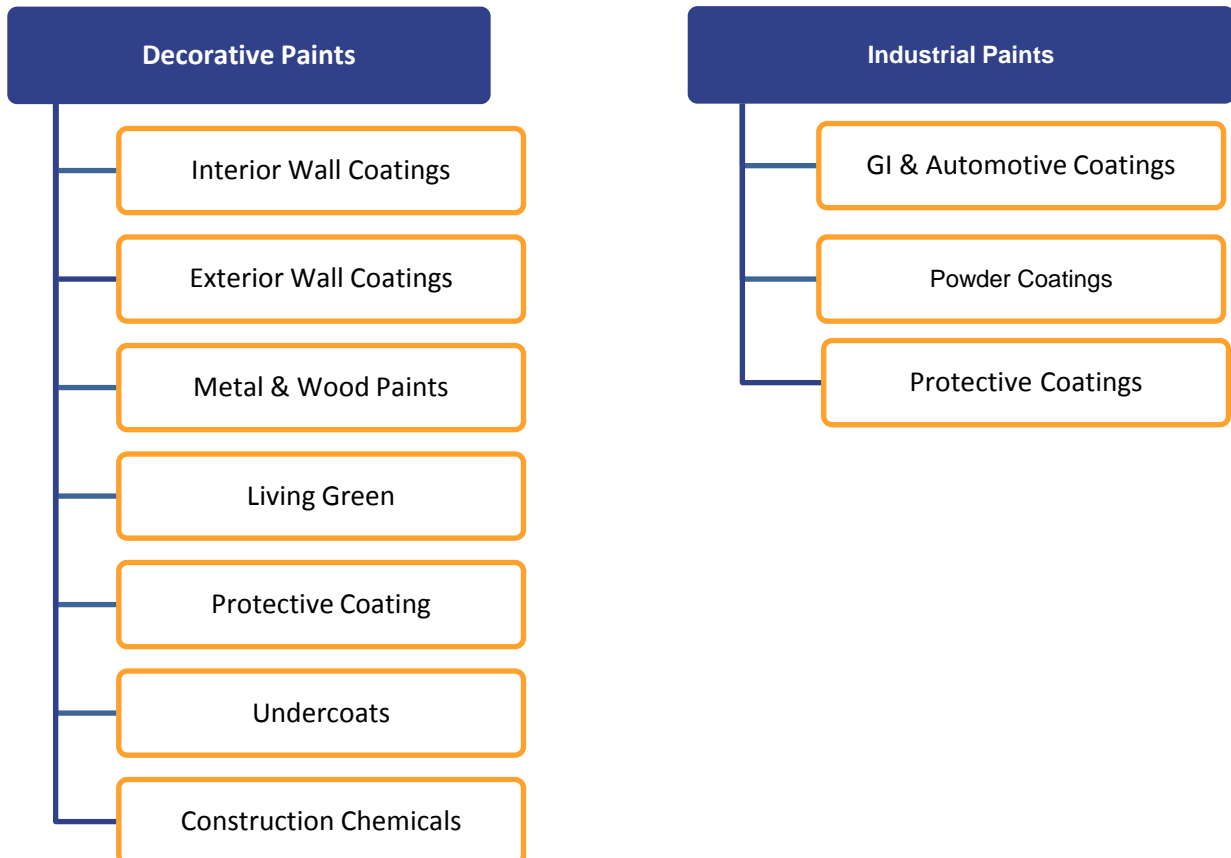 Decorative Paints
Interior Wall Coatings
Exterior Wall Coatings
Metal & Wood Paints
Living Green
Protective Coating
Undercoats
Construction Chemicals
Industrial Paints
GI & Automotive Coatings
Powder Coatings
Protective Coatings